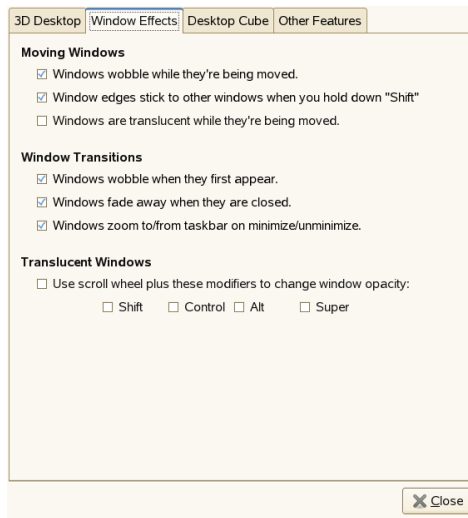 3D Desktop Window Effects Desktop Cube Other Features
Moving Windows
Windows wobble while they're being moved.
Window edges stick to other windows when you hold down "Shift"
Windows are translucent while they're being moved.
Window Transitions
Windows wobble when they first appear.
Windows fade away when they are closed.
Windows zoom to/from taskbar on minimize/unminimize.
Translucent Windows
Use scroll wheel plus these modifiers to change window opacity:
Shift Control Alt Super
Close